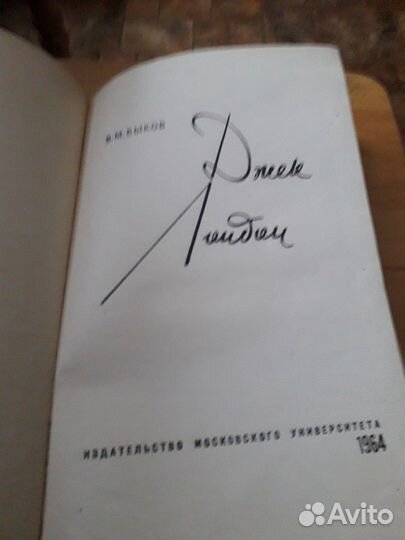 В.М.БЫКОВ
Джек
Лондон
ИЗДАТЕЛЬСТВО МОСКОВСКОГО УНИВЕРСИТЕТА
1964
Avito